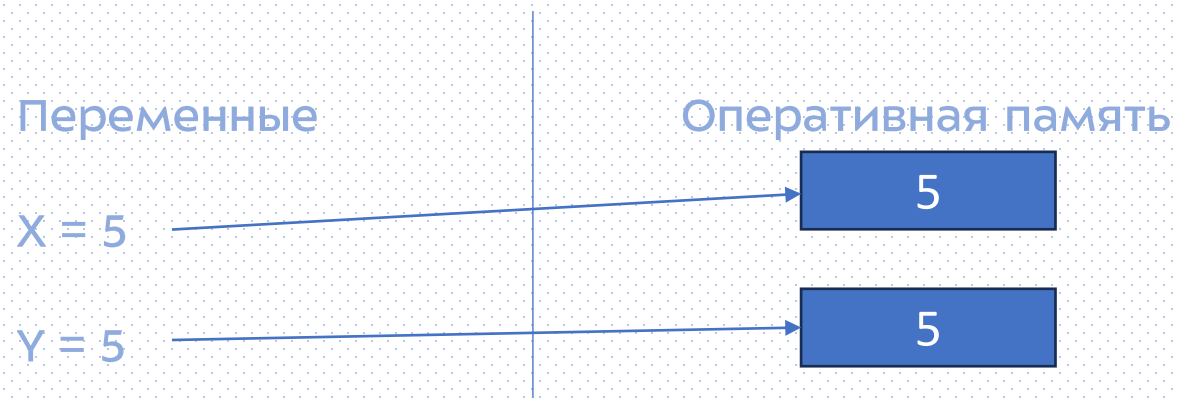 Переменные
Оперативная память
5
X = 5
5
Y = 5